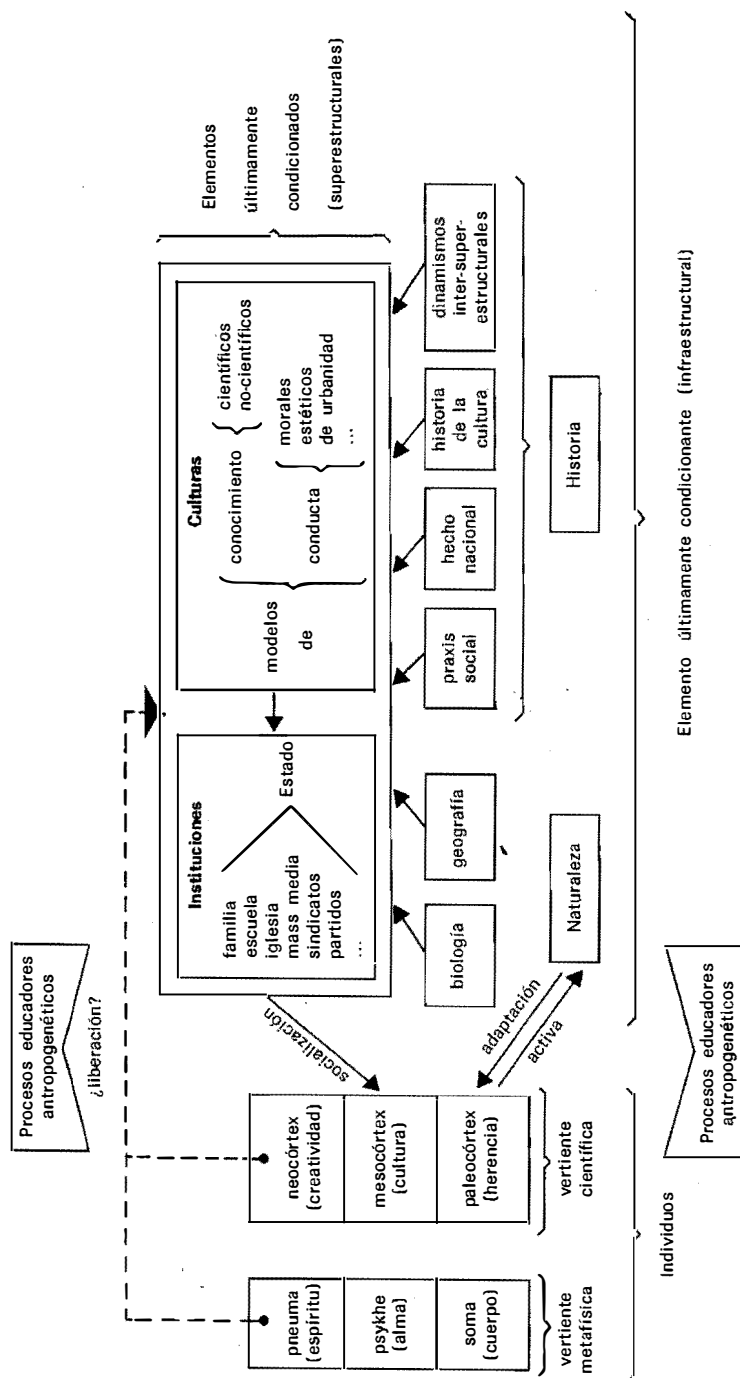 Procesos educadores
antropogenéticos
¿liberación?
pneuma
(espíritu)
psykhe
(alma)
soma
(cuerpo)
vertiente
metafísica
neocórtex
(creatividad)
mesocórtex
(cultura)
paleocórtex
(herencia)
vertiente
científica
Individuos
socialización
adaptación
activa
Instituciones
familia
escuela
iglesia
mass media
sindicatos
partidos
...
Estado
Culturas
modelos
de
conocimiento
conducta
científicos
no-científicos
morales
estéticos
de urbanidad
...
Elementos
últimamente
condicionados
(superestructurales)
biología
geografía
praxis
social
hecho
nacional
historia
de la
cultura
dinamismos
inter-super-
estructurales
Naturaleza
Historia
Procesos educadores
antropogenéticos
Elemento últimamente condicionante (infraestructural)